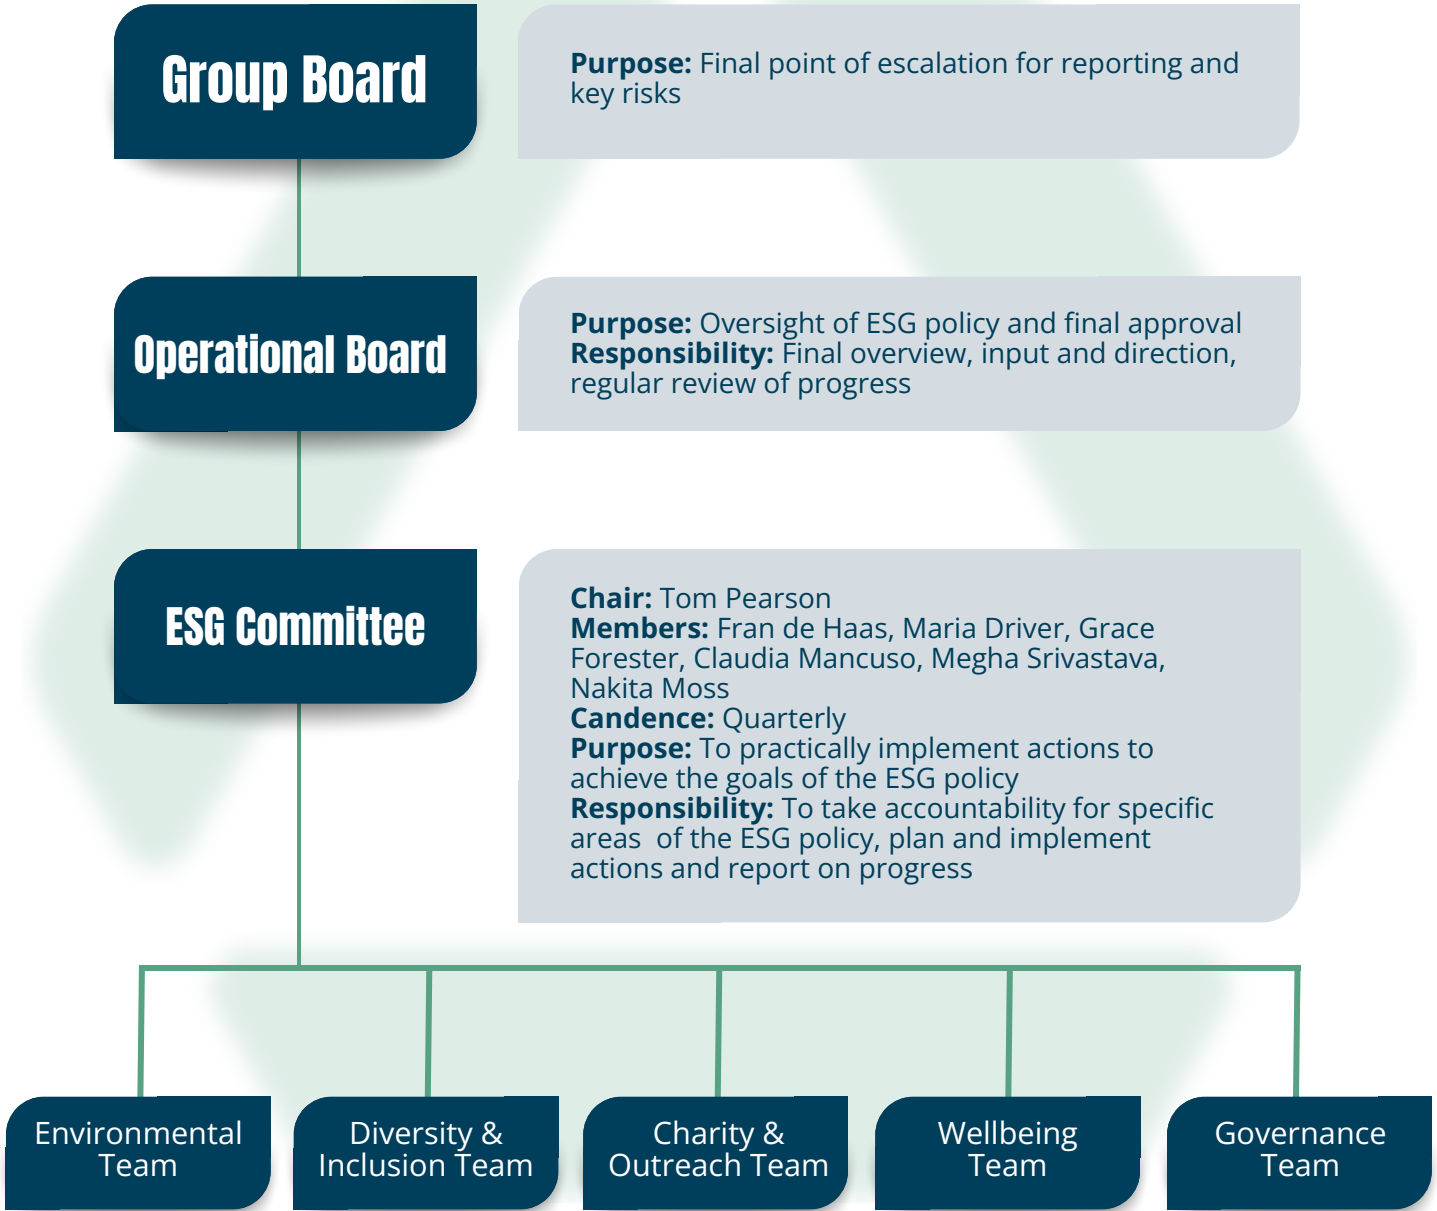 Group Board
Purpose: Final point of escalation for reporting and
key risks
Operational Board
Purpose: Oversight of ESG policy and final approval
Responsibility: Final overview, input and direction,
regular review of progress
ESG Committee
Chair: Tom Pearson
Members: Fran de Haas, Maria Driver, Grace
Forester, Claudia Mancuso, Megha Srivastava,
Nakita Moss
Candence: Quarterly
Purpose: To practically implement actions to
achieve the goals of the ESG policy
Responsibility: To take accountability for specific
areas  of the ESG policy, plan and implement
actions and report on progress
Environmental
Team
Diversity &
Inclusion Team
Charity &
Outreach Team
Wellbeing
Team
Governance
Team